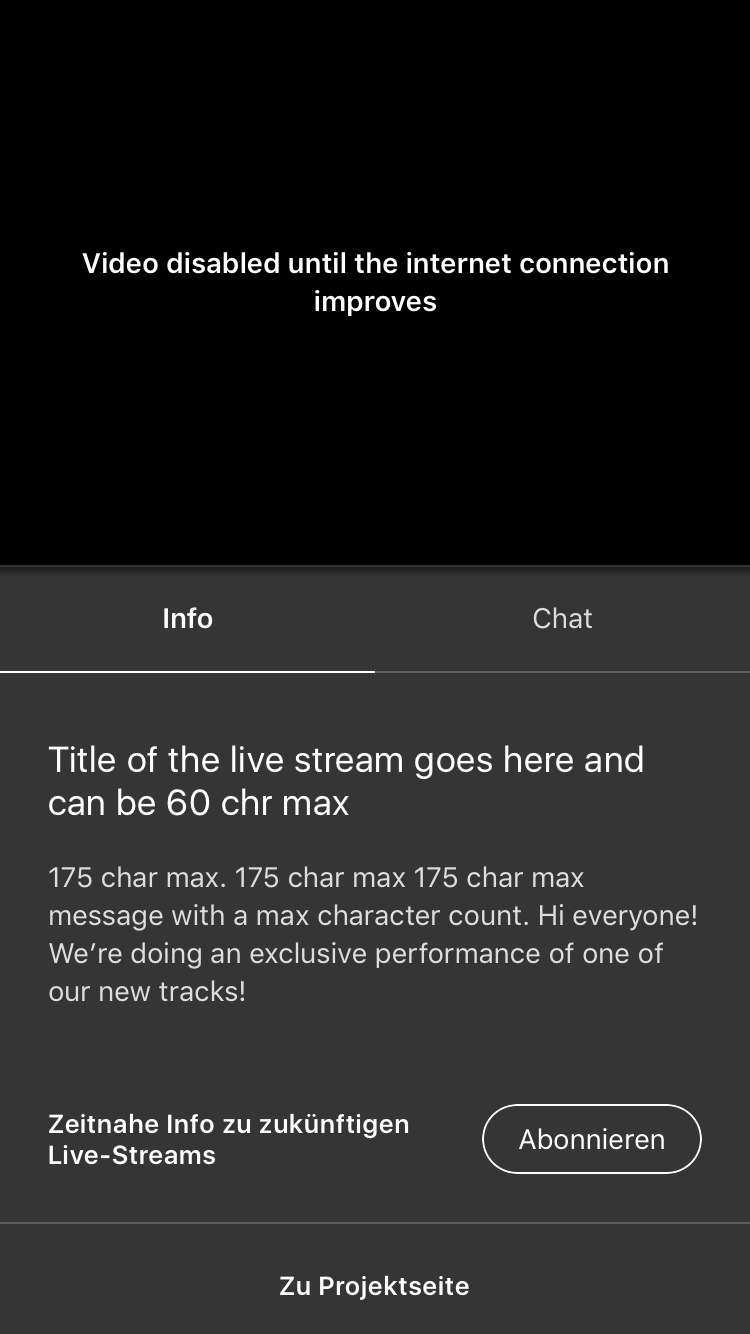 Video disabled until the internet connection
improves
Info
Chat
Title of the live stream goes here and
can be 60 chr max
175 char max. 175 char max 175 char max
message with a max character count. Hi everyone!
We’re doing an exclusive performance of one of
our new tracks!
Zeitnahe Info zu zukünftigen
Live-Streams
Abonnieren
Zu Projektseite